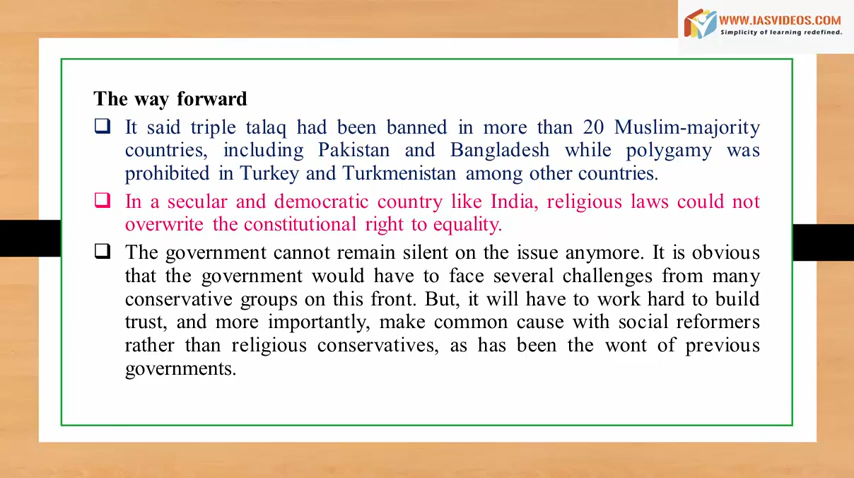 WWW.IASVIDEOS.COM
Simplicity of learning redefined.
The way forward
❑ It said triple talaq had been banned in more than 20 Muslim-majority
countries, including Pakistan and Bangladesh while polygamy was
prohibited in Turkey and Turkmenistan among other countries.
❑ In a secular and democratic country like India, religious laws could not
overwrite the constitutional right to equality.
❑ The government cannot remain silent on the issue anymore. It is obvious
that the government would have to face several challenges from many
conservative groups on this front. But, it will have to work hard to build
trust, and more importantly, make common cause with social reformers
rather than religious conservatives, as has been the wont of previous
governments.